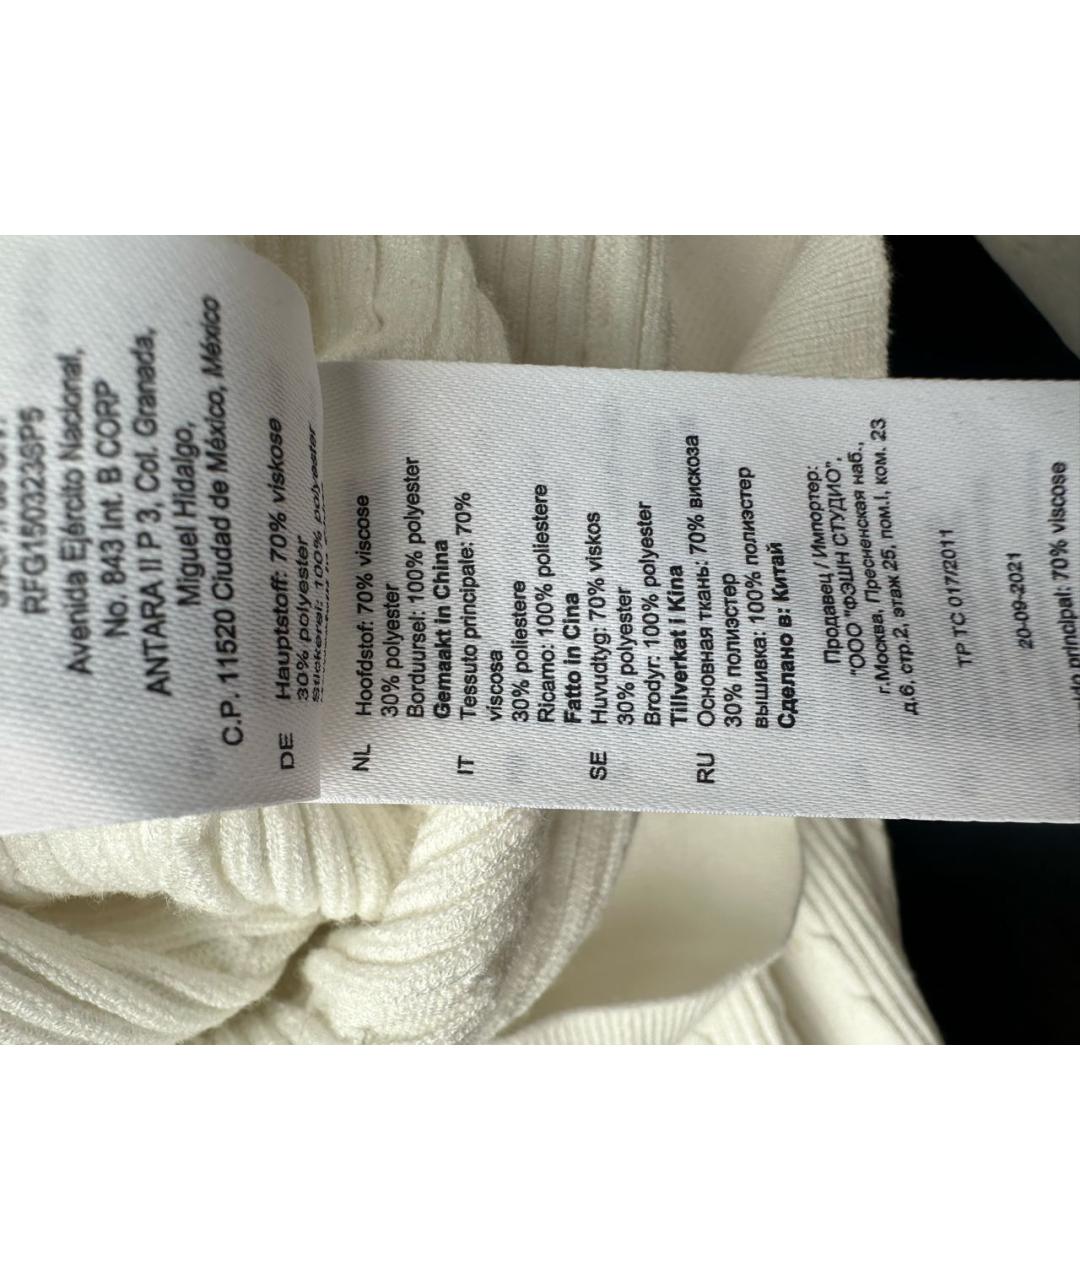 RFG150323SP5
Avenida Ejército Nacional,
No. 843 Int. B CORP
ANTARA II P 3, Col. Granada,
Miguel Hidalgo,
C.P. 11520 Ciudad de México, México
DE Hauptstoff: 70% viskose
30% polyester
Stickerei: 100% polyester
NL Hoofdstof: 70% viscose
30% polyester
Borduursel: 100% polyester
Gemaakt in China
IT Tessuto principale: 70%
viscosa
30% poliestere
Ricamo: 100% poliestere
Fatto in Cina
SE Huvudtyg: 70% viskos
30% polyester
Brodyr: 100% polyester
Tillverkat i Kina
RU Основная ткань: 70% вискоза
30% полиэстер
вышивка: 100% полиэстер
Сделано в: Китай
Продавец / Импортер:
"ООО "ФЭШН СТУДИО",
г.Москва, Пресненская наб.,
д.6, стр.2, этаж 25, пом.I, ком. 23
ТР ТС 017/2011
20-09-2021
principal: 70% viscose